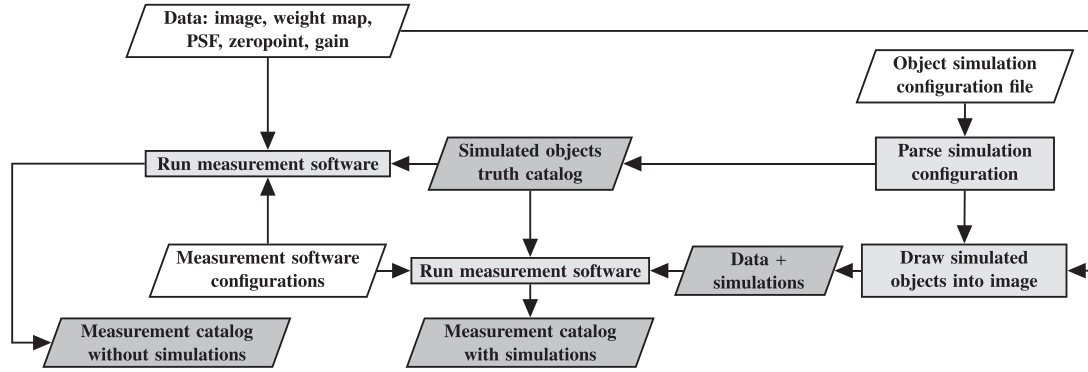 Data: image, weight map,
PSF, zeropoint, gain
Object simulation
configuration file
Run measurement software
Simulated objects
truth catalog
Parse simulation
configuration
Measurement software
configurations
Run measurement software
Data +
simulations
Draw simulated
objects into image
Measurement catalog
without simulations
Measurement catalog
with simulations